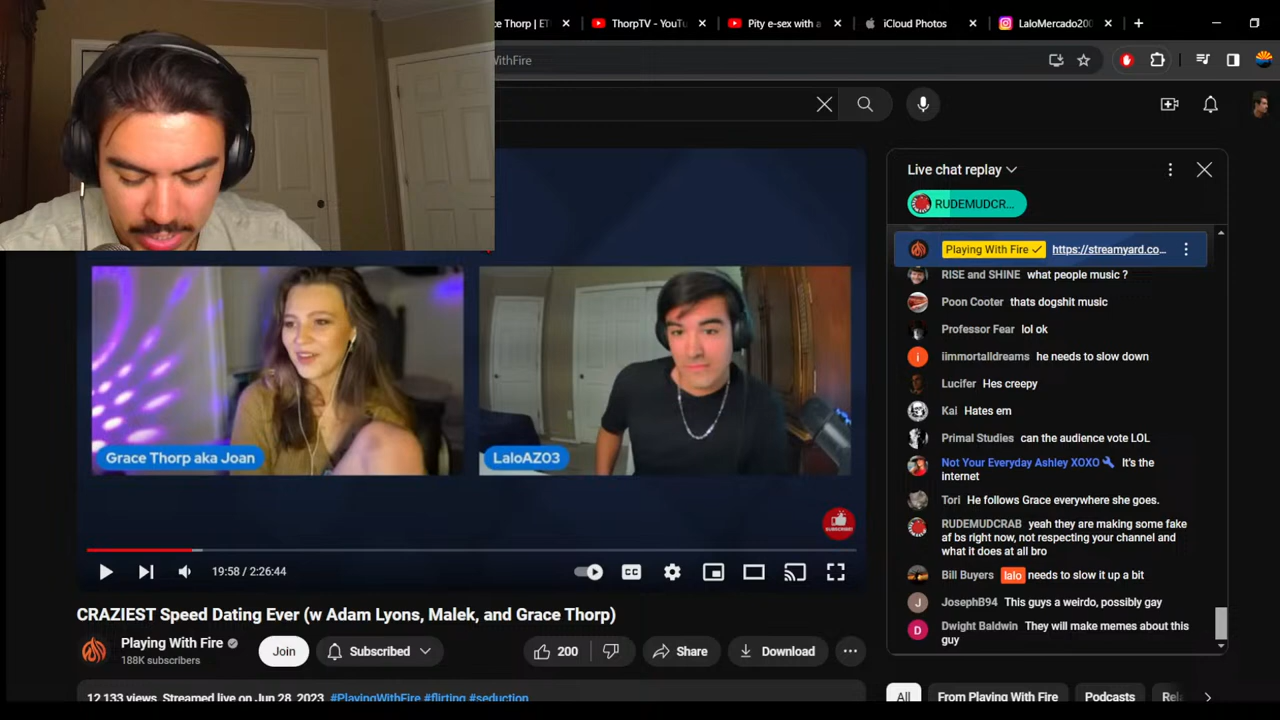 ce Thorp | ET
ThorpTV - YouTu
Pity e-sex with a
iCloud Photos
LaloMercado200
WithFire
Live chat replay
RUDEMUDCR...
Playing With Fire https://streamyard.co...
RISE and SHINE what people music ?
Poon Cooter thats dogshit music
Professor Fear lol ok
iimmortalldreams he needs to slow down
Lucifer Hes creepy
Kai Hates em
Primal Studies can the audience vote LOL
Not Your Everyday Ashley XOXO It's the
internet
Tori He follows Grace everywhere she goes.
RUDEMUDCRAB yeah they are making some fake
af bs right now, not respecting your channel and
what it does at all bro
Bill Buyers lalo needs to slow it up a bit
JosephB94 This guys a weirdo, possibly gay
Dwight Baldwin They will make memes about this
guy
Grace Thorp aka Joan
LaloAZ03
SUBSCRIBE
19:58 / 2:26:44
CC
CRAZIEST Speed Dating Ever (w Adam Lyons, Malek, and Grace Thorp)
Playing With Fire
188K subscribers
Join
Subscribed
200
Share
Download
12,133 views Streamed live on Jun 28, 2023 #PlayingWithFire #flirting #seduction
All
From Playing With Fire
Podcasts
Rel